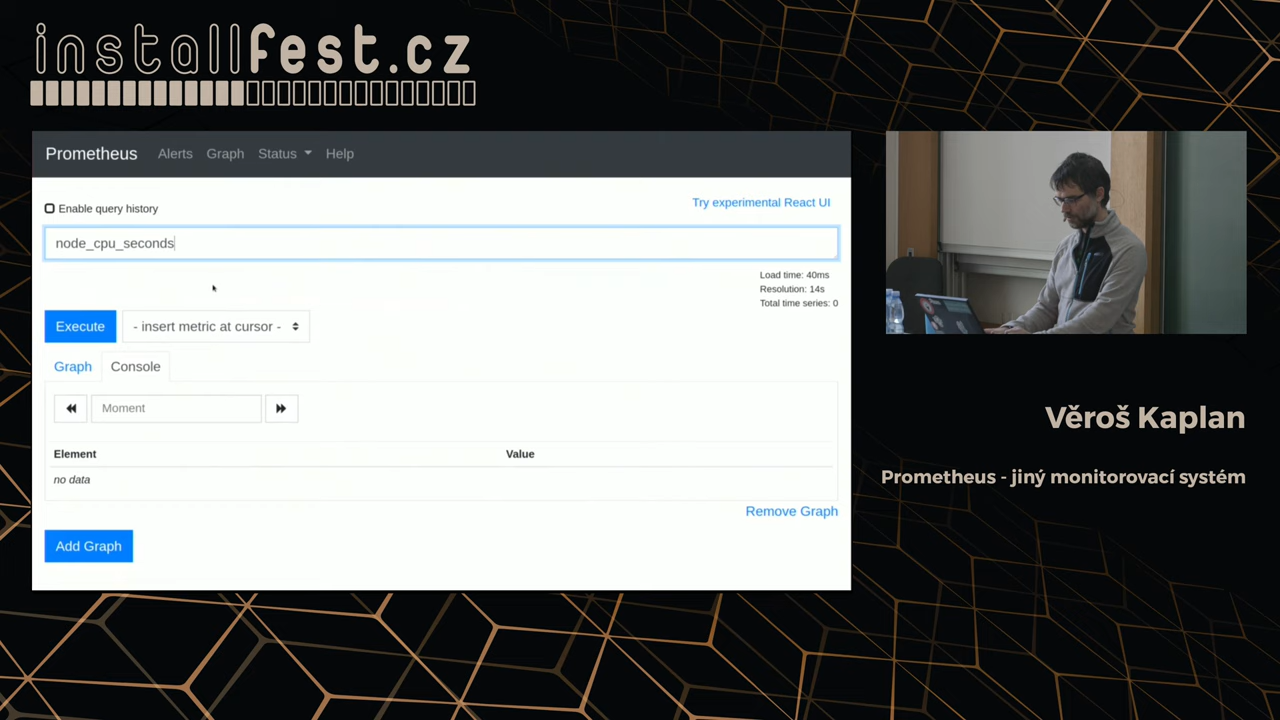 installfest.cz
Prometheus Alerts Graph Status Help
Enable query history
Try experimental React UI
node_cpu_seconds
Load time: 40ms
Resolution: 14s
Total time series: 0
Execute - insert metric at cursor -
Graph Console
Moment
Element Value
no data
Remove Graph
Add Graph
Věroš Kaplan
Prometheus - jiný monitorovací systém